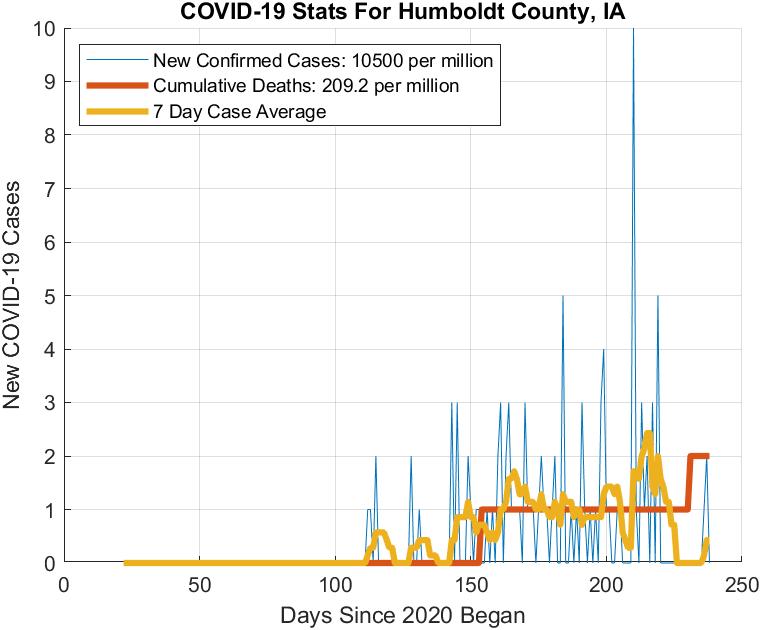 COVID-19 Stats For Humboldt County, IA
New Confirmed Cases: 10500 per million
Cumulative Deaths: 209.2 per million
7 Day Case Average
New COVID-19 Cases
10
9
8
7
6
5
4
3
2
1
0
0 50 100 150 200 250
Days Since 2020 Began